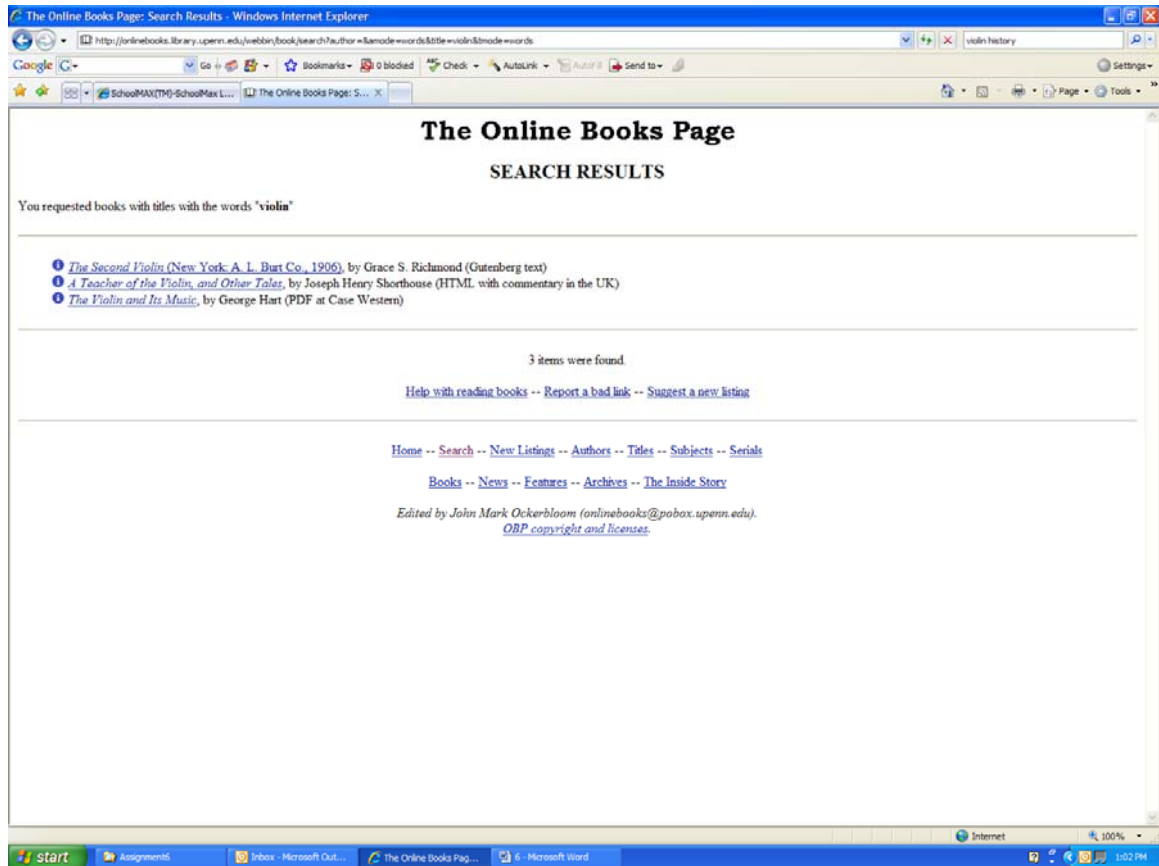 The Online Books Page: Search Results - Windows Internet Explorer
http://onlinebooks.library.upenn.edu/webbin/book/search?author=&amode=words&title=violin&tmode=words
violin history
Google G Go Bookmarks 0 blocked Check AutoLink AutoFill Send to Settings
SchoolMAX(TM)-SchoolMax L... The Online Books Page: S... X Page Tools »
The Online Books Page
SEARCH RESULTS
You requested books with titles with the words "violin"
The Second Violin (New York: A. L. Burt Co., 1906), by Grace S. Richmond (Gutenberg text)
A Teacher of the Violin, and Other Tales, by Joseph Henry Shorthouse (HTML with commentary in the UK)
The Violin and Its Music, by George Hart (PDF at Case Western)
3 items were found.
Help with reading books -- Report a bad link -- Suggest a new listing
Home -- Search -- New Listings -- Authors -- Titles -- Subjects -- Serials
Books -- News -- Features -- Archives -- The Inside Story
Edited by John Mark Ockerbloom (onlinebooks@pobox.upenn.edu).
OBP copyright and licenses.
Internet 100%
start Assignment6 Inbox - Microsoft Out... The Online Books Pag... 6 - Microsoft Word 1:02 PM